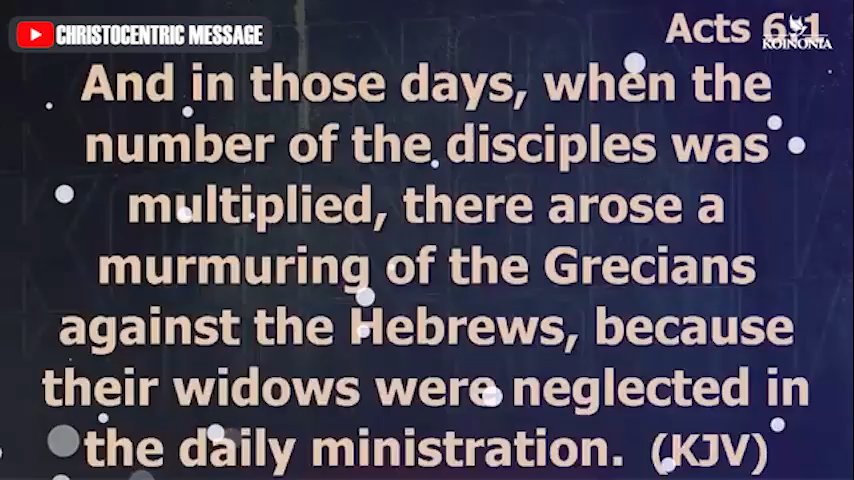 CHRISTOCENTRIC MESSAGE
Acts 6:1
KOINONIA
And in those days, when the
number of the disciples was
multiplied, there arose a
murmuring of the Grecians
against the Hebrews, because
their widows were neglected in
the daily ministration. (KJV)